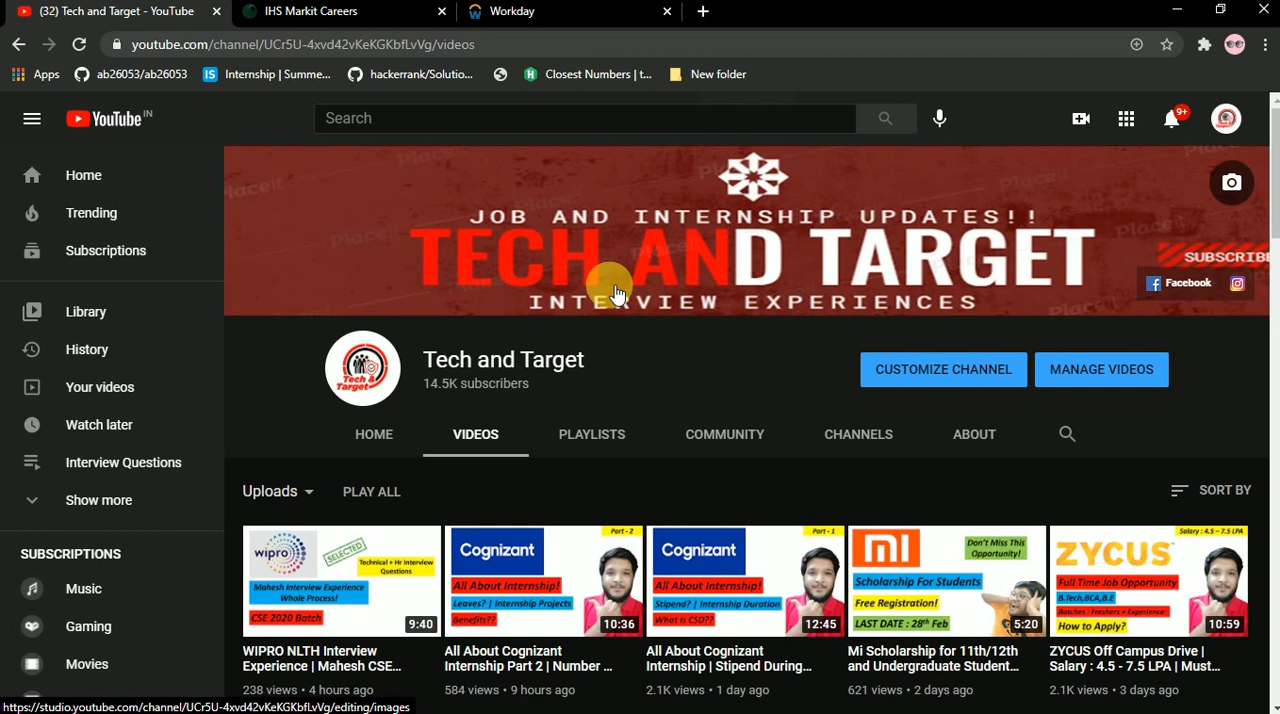 (32) Tech and Target - YouTube
IHS Markit Careers
Workday
youtube.com/channel/UCr5U-4xvd42vKeKGKbfLvVg/videos
Apps
ab26053/ab26053
IS
Internship | Summe...
hackerrank/Solutio...
Closest Numbers | t...
New folder
YouTube IN
Search
9+
Home
Trending
Subscriptions
Library
History
Your videos
Watch later
Interview Questions
Show more
SUBSCRIPTIONS
Music
Gaming
Movies
JOB AND INTERNSHIP UPDATES!!
TECH AND TARGET
INTERVIEW EXPERIENCES
SUBSCRIBE
Facebook
Placeit
Tech & Target
Tech and Target
14.5K subscribers
CUSTOMIZE CHANNEL
MANAGE VIDEOS
HOME
VIDEOS
PLAYLISTS
COMMUNITY
CHANNELS
ABOUT
Uploads
PLAY ALL
SORT BY
wipro
SELECTED
Technical + Hr Interview Questions
Mahesh Interview Experience
Whole Process!
CSE 2020 Batch
9:40
WIPRO NLTH Interview
Experience | Mahesh CSE...
238 views • 4 hours ago
Part - 2
Cognizant
All About Internship!
Leaves? | Internship Projects
Benefits??
10:36
All About Cognizant
Internship Part 2 | Number ...
584 views • 9 hours ago
Part - 1
Cognizant
All About Internship!
Stipend? | Internship Duration
What is CSD??
12:45
All About Cognizant
Internship | Stipend During...
2.1K views • 1 day ago
mi
Don't Miss This
Opportunity!
Scholarship For Students
Free Registration!
LAST DATE : 28th Feb
5:20
Mi Scholarship for 11th/12th
and Undergraduate Student...
621 views • 2 days ago
Salary : 4.5 - 7.5 LPA
ZYCUS
Full Time Job Opportunity
B.Tech,BCA,B.E
Batches : Freshers + Experience
How to Apply?
10:59
ZYCUS Off Campus Drive |
Salary : 4.5 - 7.5 LPA | Must...
2.1K views • 3 days ago
https://studio.youtube.com/channel/UCr5U-4xvd42vKeKGKbfLvVg/editing/images